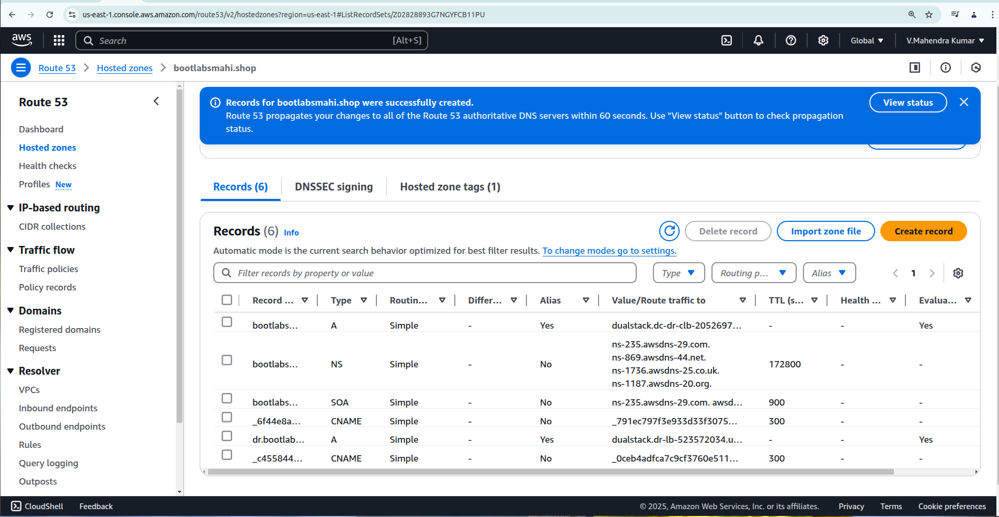 us-east-1.console.aws.amazon.com/route53/v2/hostedzones?region=us-east-1#ListRecordSets/Z02828893G7NGYFCB11PU
aws
Search [Alt+S]
Global
V.Mahendra Kumar
Route 53
Hosted zones
bootlabsmahi.shop
Route 53
Dashboard
Hosted zones
Health checks
Profiles New
IP-based routing
CIDR collections
Traffic flow
Traffic policies
Policy records
Domains
Registered domains
Requests
Resolver
VPCs
Inbound endpoints
Outbound endpoints
Rules
Query logging
Outposts
Records for bootlabsmahi.shop were successfully created.
Route 53 propagates your changes to all of the Route 53 authoritative DNS servers within 60 seconds. Use "View status" button to check propagation
status.
View status
Records (6)
DNSSEC signing
Hosted zone tags (1)
Records (6) Info
Delete record
Import zone file
Create record
Automatic mode is the current search behavior optimized for best filter results. To change modes go to settings.
Filter records by property or value
Type
Routing p...
Alias
1
Record ... Type Routin... Differ... Alias Value/Route traffic to TTL (s... Health ... Evalua...
bootlabs... A Simple - Yes dualstack.dc-dr-clb-2052697... - - Yes
ns-235.awsdns-29.com.
ns-869.awsdns-44.net.
bootlabs... NS Simple - No 172800 - -
ns-1736.awsdns-25.co.uk.
ns-1187.awsdns-20.org.
bootlabs... SOA Simple - No ns-235.awsdns-29.com. awsd... 900 - -
_6f44e8a... CNAME Simple - No _791ec797f3e933d33f3075... 300 - -
dr.bootlab... A Simple - Yes dualstack.dr-lb-523572034.u... - - Yes
_c455844... CNAME Simple - No _0ceb4adfca7c9cf3760e511... 300 - -
CloudShell
Feedback
© 2025, Amazon Web Services, Inc. or its affiliates.
Privacy
Terms
Cookie preferences